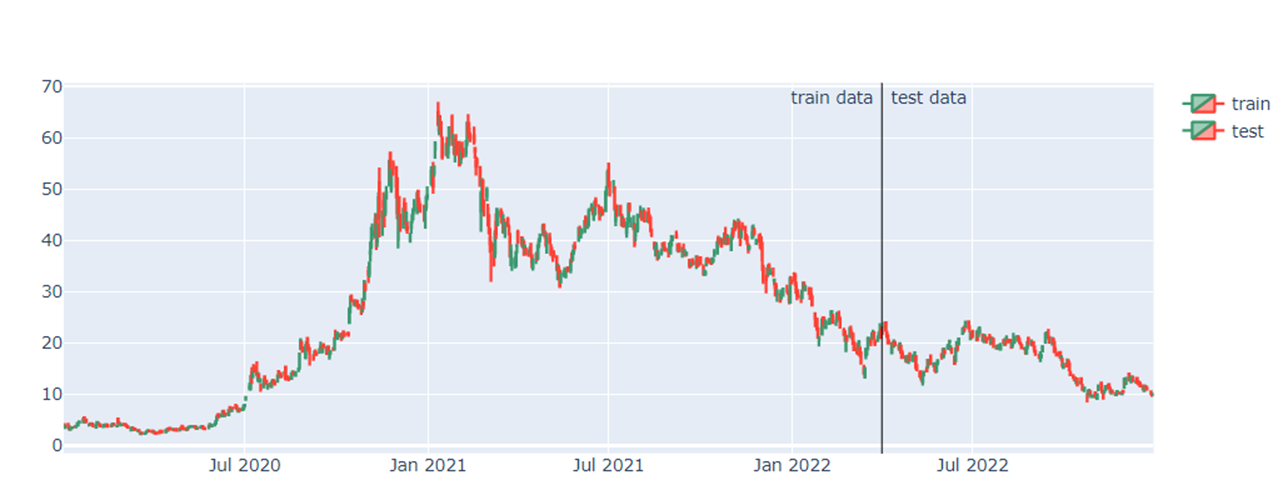 70
60
50
40
30
20
10
0
train data
test data
Jul 2020
Jan 2021
Jul 2021
Jan 2022
Jul 2022
train
test